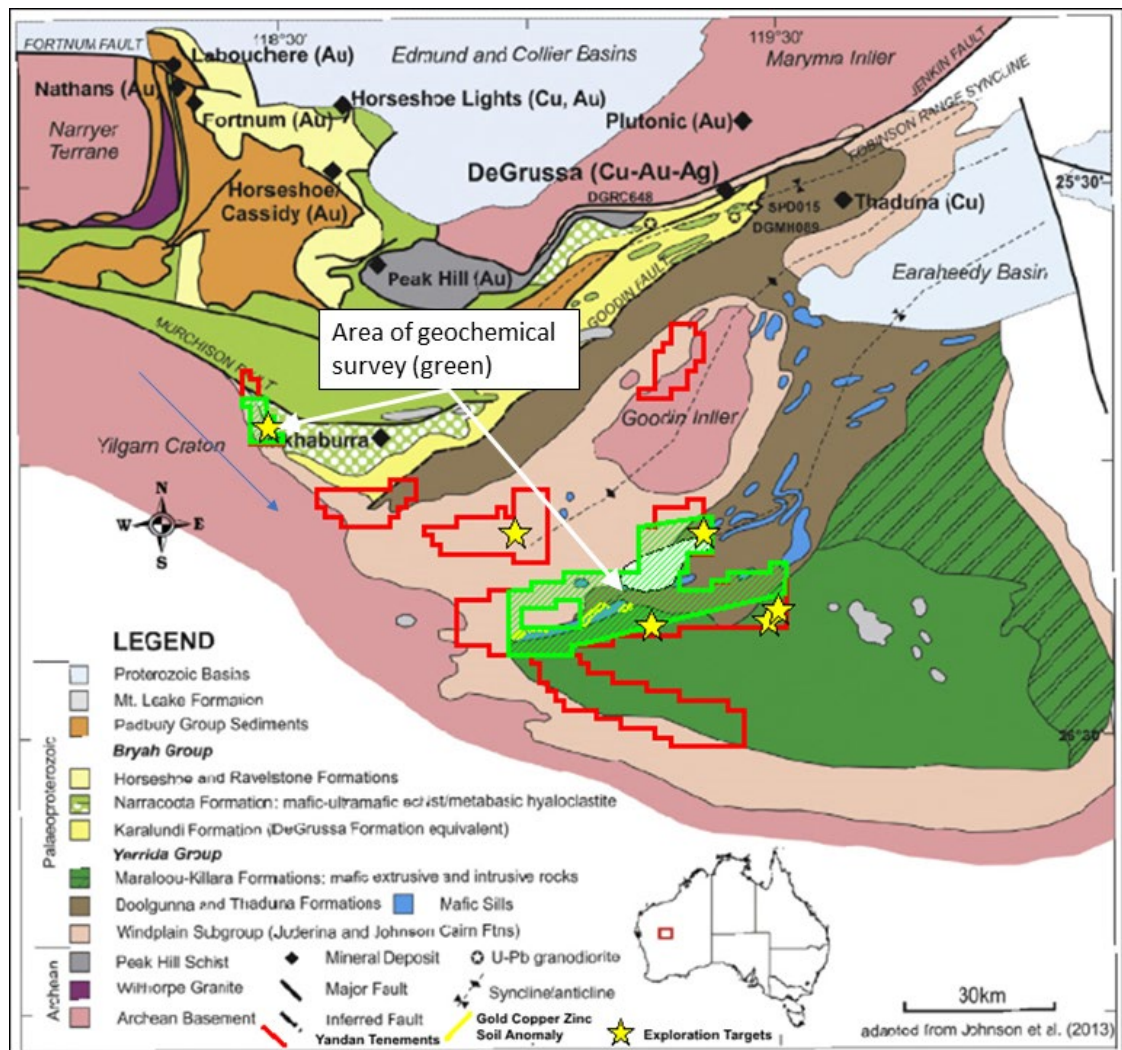 118°30'
119°30'
FORTNUM FAULT
Labouchere (Au)
Edmund and Collier Basins
Marymia Inlier
JENKIN FAULT
Nathans (Au)
Horseshoe Lights (Cu, Au)
ROBINSON RANGE SYNCLINE
Narryer
Terrane
Fortnum (Au)
Plutonic (Au)
DeGrussa (Cu-Au-Ag)
25°30'
Horseshoe/
Cassidy (Au)
DGRC648
SPD015
DGMH089
Thaduna (Cu)
Peak Hill (Au)
GOODIN FAULT
Earaheedy Basin
MURCHISON FAULT
Area of geochemical
survey (green)
Goodin Inlier
Yilgarn Craton
khaburra
N
W E
S
26°30'
LEGEND
Proterozoic Basins
Mt. Leake Formation
Padbury Group Sediments
Bryah Group
Horseshoe and Ravelstone Formations
Narracoota Formation: mafic-ultramafic schist/metabasic hyaloclastite
Karalundi Formation (DeGrussa Formation equivalent)
Palaeoproterozoic
Yerrida Group
Maraloou-Killara Formations: mafic extrusive and intrusive rocks
Doolgunna and Thaduna Formations
Mafic Sills
Windplain Subgroup (Juderina and Johnson Cairn Ftns)
Archean
Peak Hill Schist
Mineral Deposit
U-Pb granodiorite
Wilthorpe Granite
Major Fault
Syncline/anticline
Archean Basement
Inferred Fault
30km
Yandan Tenements
Gold Copper Zinc
Soil Anomaly
Exploration Targets
adapted from Johnson et al. (2013)